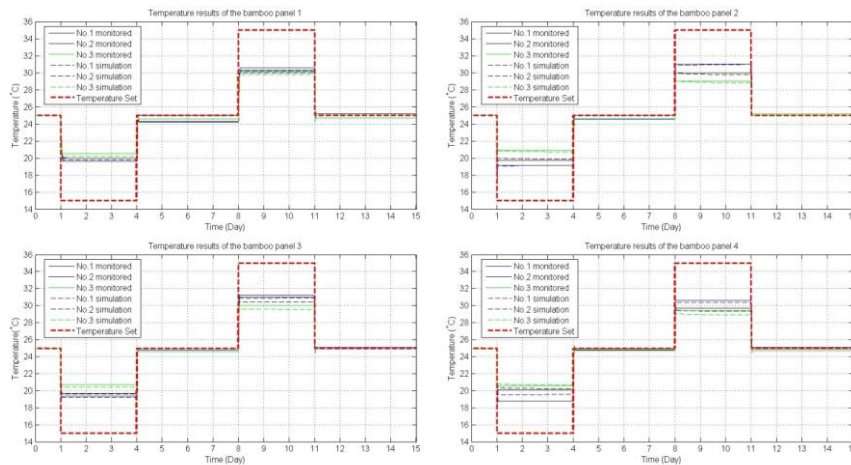 Temperature results of the bamboo panel 1
36
34
32
30
28
26
24
22
20
18
16
14
Temperature (°C)
No.1 monitored
No.2 monitored
No.3 monitored
No.1 simulation
No.2 simulation
No.3 simulation
Temperature Set
0 1 2 3 4 5 6 7 8 9 10 11 12 13 14 15
Time (Day)
Temperature results of the bamboo panel 2
36
34
32
30
28
26
24
22
20
18
16
14
Temperature (°C)
No.1 monitored
No.2 monitored
No.3 monitored
No.1 simulation
No.2 simulation
No.3 simulation
Temperature Set
0 1 2 3 4 5 6 7 8 9 10 11 12 13 14
Time (Day)
Temperature results of the bamboo panel 3
36
34
32
30
28
26
24
22
20
18
16
14
Temperature(°C)
No.1 monitored
No.2 monitored
No.3 monitored
No.1 simulation
No.2 simulation
No.3 simulation
Temperature Set
0 1 2 3 4 5 6 7 8 9 10 11 12 13 14 15
Time (Day)
Temperature results of the bamboo panel 4
36
34
32
30
28
26
24
22
20
18
16
14
Temperature (°C)
No.1 monitored
No.2 monitored
No.3 monitored
No.1 simulation
No.2 simulation
No.3 simulation
Temperature Set
0 1 2 3 4 5 6 7 8 9 10 11 12 13 14
Time (Day)